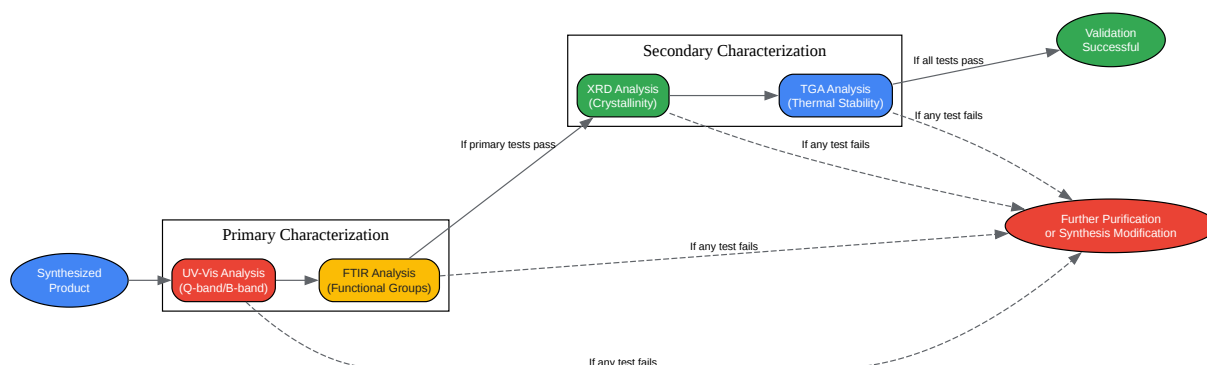 Validation
Successful
Secondary Characterization
If all tests pass
XRD Analysis
(Crystallinity)
TGA Analysis
(Thermal Stability)
If any test fails
If primary tests pass
If any test fails
Further Purification
or Synthesis Modification
Primary Characterization
If any test fails
Synthesized
Product
UV-Vis Analysis
(Q-band/B-band)
FTIR Analysis
(Functional Groups)
If any test fails